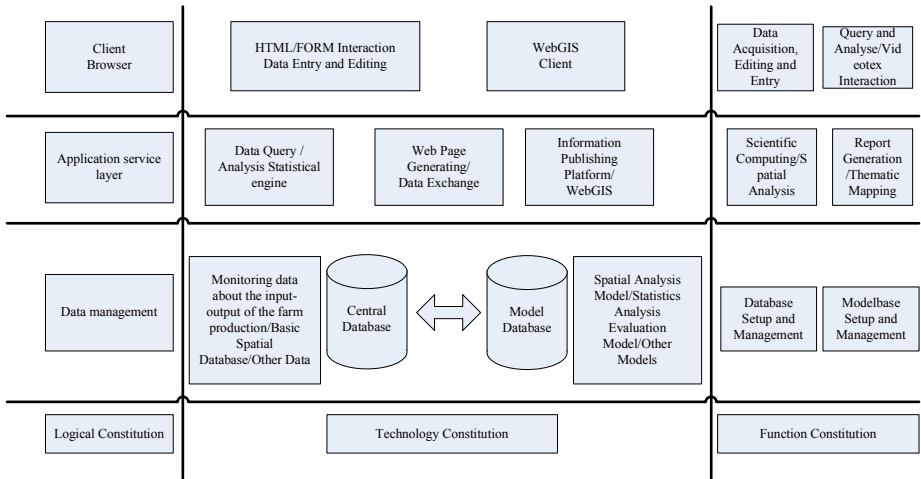 Client
Browser
HTML/FORM Interaction
Data Entry and Editing
WebGIS
Client
Data
Acquisition,
Editing and
Entry
Query and
Analyse/Vid
eotex
Interaction
Application service
layer
Data Query /
Analysis Statistical
engine
Web Page
Generating/
Data Exchange
Information
Publishing
Platform/
WebGIS
Scientific
Computing/S
patial
Analysis
Report
Generation
/Thematic
Mapping
Data management
Monitoring data
about the input-
output of the farm
production/Basic
Spatial
Database/Other Data
Central
Database
Model
Database
Spatial Analysis
Model/Statistics
Analysis
Evaluation
Model/Other
Models
Database
Setup and
Management
Modelbase
Setup and
Management
Logical Constitution
Technology Constitution
Function Constitution